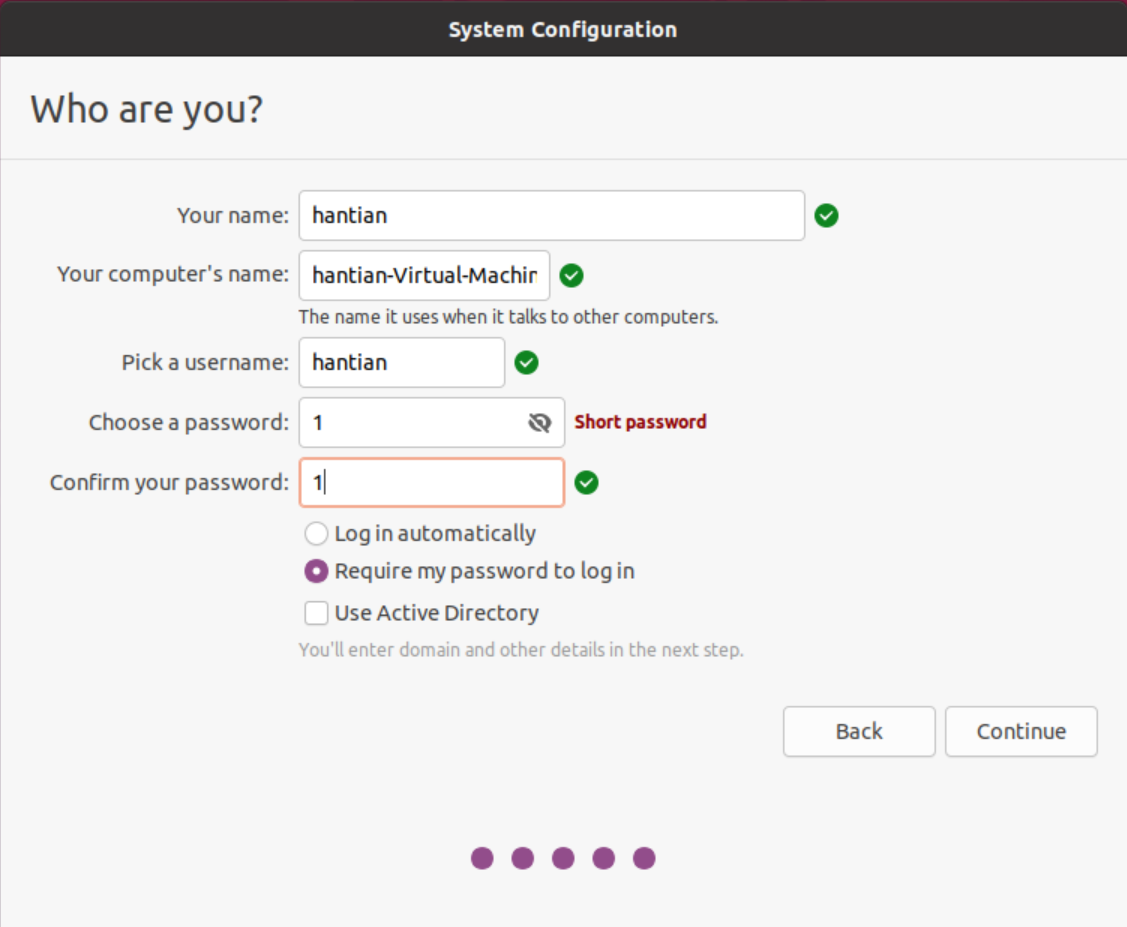 System Configuration
Who are you?
Your name: hantian
Your computer's name: hantian-Virtual-Machin
The name it uses when it talks to other computers.
Pick a username: hantian
Choose a password: 1 Short password
Confirm your password: 1
Log in automatically
Require my password to log in
Use Active Directory
You'll enter domain and other details in the next step.
Back Continue